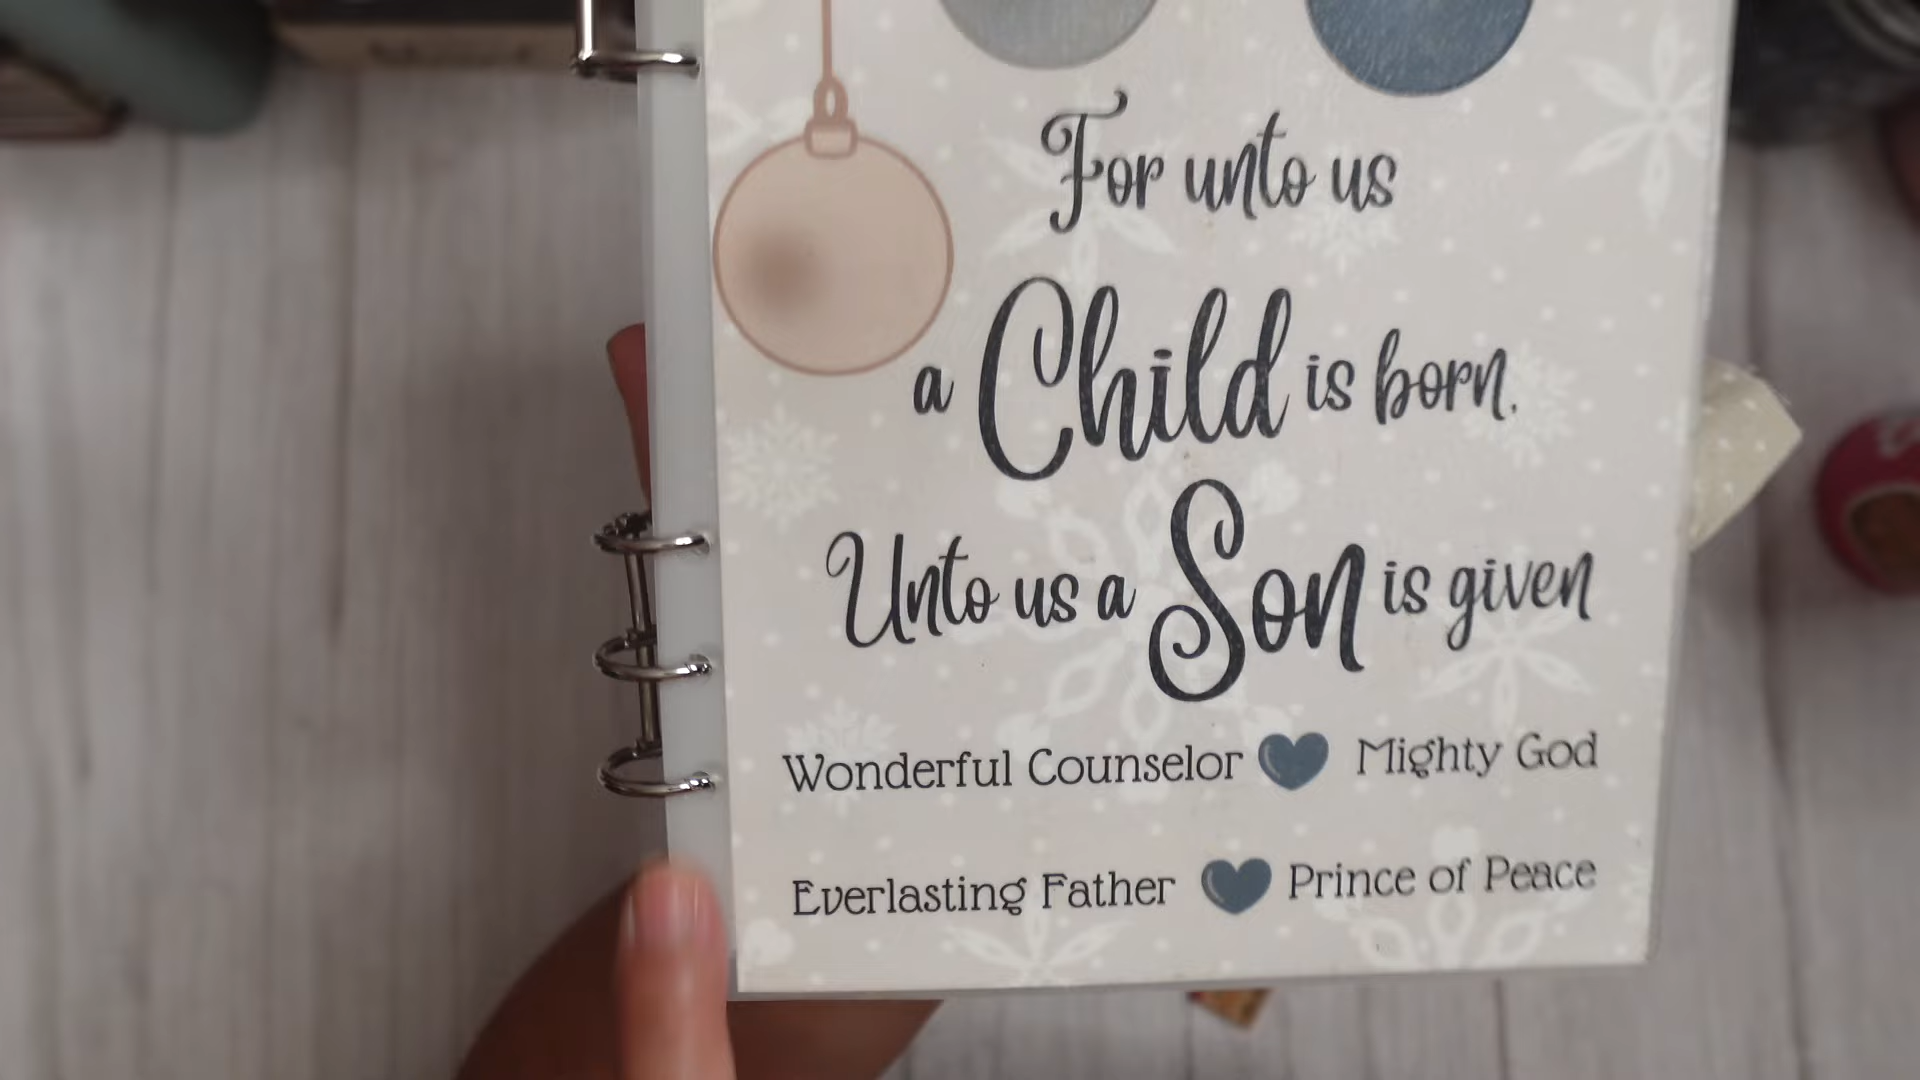 For unto us
a Child is born,
Unto us a Son is given
Wonderful Counselor Mighty God
Everlasting Father Prince of Peace